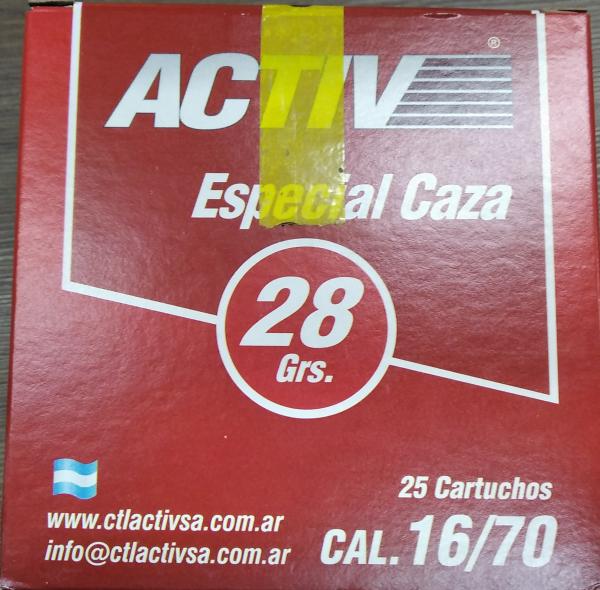 ACTIV®
Especial Caza
28
Grs.
25 Cartuchos
www.ctlactivsa.com.ar
info@ctlactivsa.com.ar
CAL. 16/70